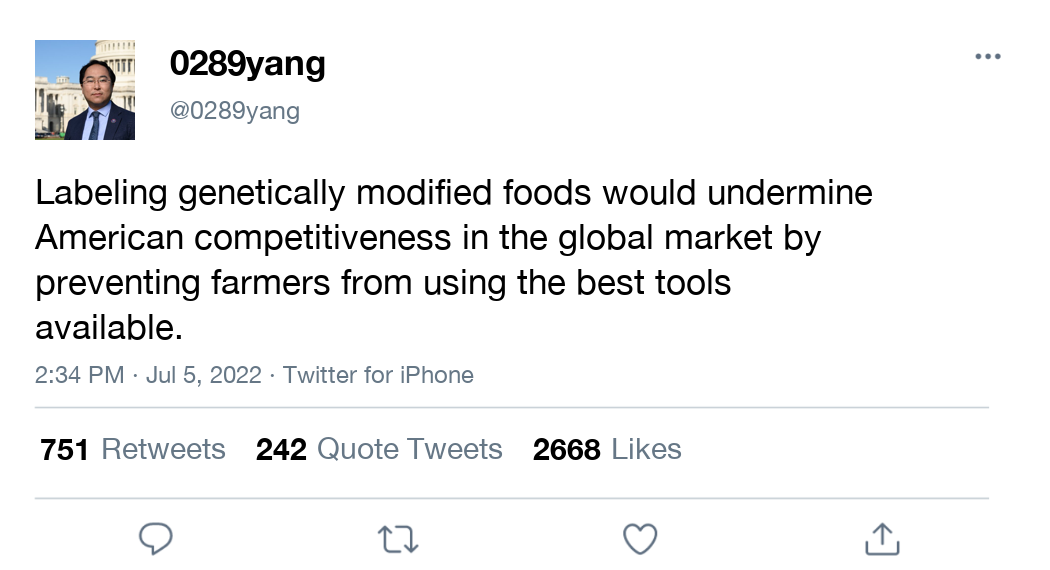 0289yang
@0289yang
Labeling genetically modified foods would undermine
American competitiveness in the global market by
preventing farmers from using the best tools
available.
2:34 PM · Jul 5, 2022 · Twitter for iPhone
751 Retweets 242 Quote Tweets 2668 Likes